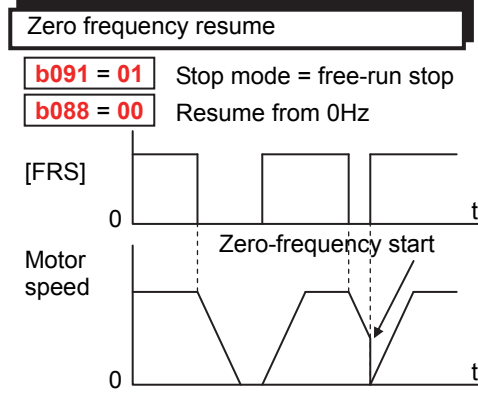 Zero frequency resume
b091 = 01 Stop mode = free-run stop
b088 = 00 Resume from 0Hz
[FRS]
0
t
Zero-frequency start
Motor
speed
0
t